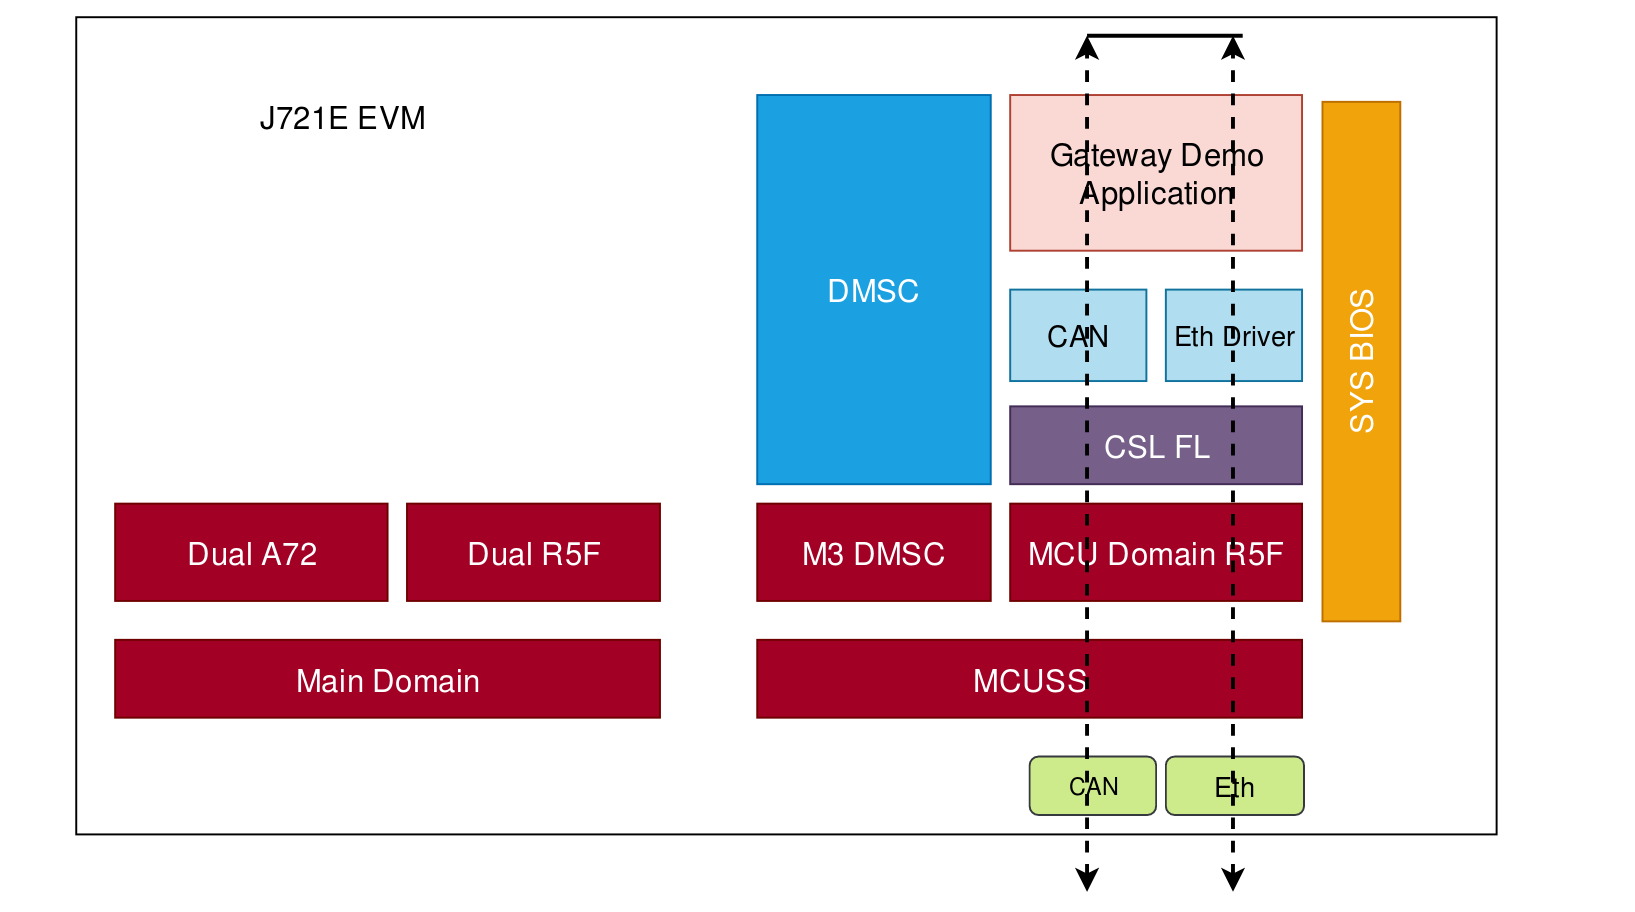 J721E EVM
DMSC
Gateway Demo
Application
CAN
Eth Driver
CSL FL
SYS BIOS
Dual A72
Dual R5F
M3 DMSC
MCU Domain R5F
Main Domain
MCUSS
CAN
Eth